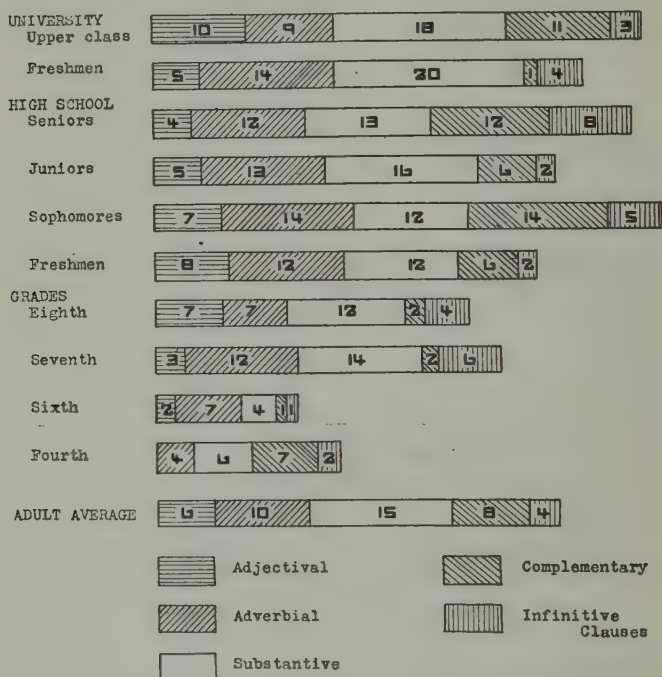 UNIVERSITY
Upper class 10 9 18 11 3
Freshmen 5 14 20 1 4
HIGH SCHOOL
Seniors 4 12 13 12 8
Juniors 5 13 16 6 2
Sophomores 7 14 12 14 5
Freshmen 8 12 12 6 2
GRADES
Eighth 7 7 12 2 4
Seventh 3 12 14 2 6
Sixth 2 7 4 1 1
Fourth 4 6 7 2
ADULT AVERAGE 6 10 15 8 4
Adjectival Complementary
Adverbial Infinitive
Clauses
Substantive